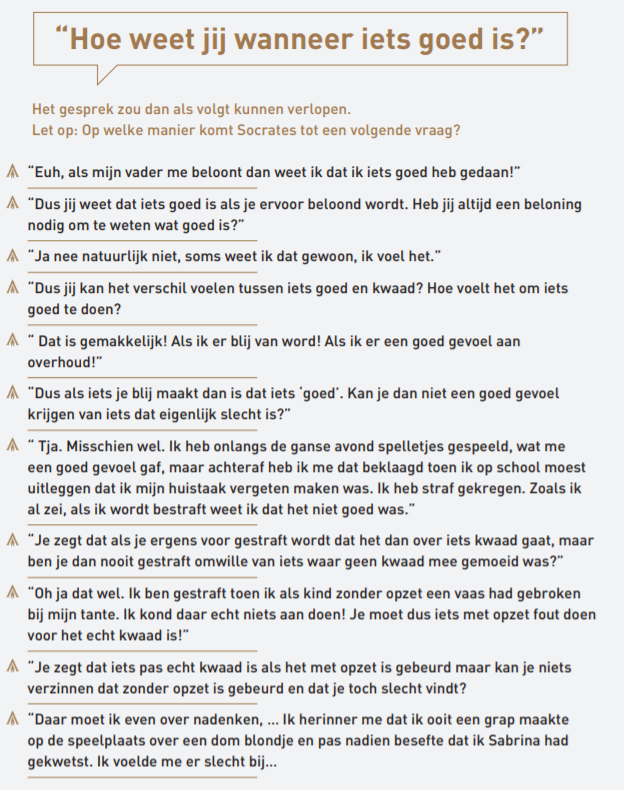 “Hoe weet jij wanneer iets goed is?”
Het gesprek zou dan als volgt kunnen verlopen.
Let op: Op welke manier komt Socrates tot een volgende vraag?
“Euh, als mijn vader me beloont dan weet ik dat ik iets goed heb gedaan!”
“Dus jij weet dat iets goed is als je ervoor beloond wordt. Heb jij altijd een beloning
nodig om te weten wat goed is?”
“Ja nee natuurlijk niet, soms weet ik dat gewoon, ik voel het.”
“Dus jij kan het verschil voelen tussen iets goed en kwaad? Hoe voelt het om iets
goed te doen?
“ Dat is gemakkelijk! Als ik er blij van word! Als ik er een goed gevoel aan
overhoud!”
“Dus als iets je blij maakt dan is dat iets ‘goed’. Kan je dan niet een goed gevoel
krijgen van iets dat eigenlijk slecht is?”
“ Tja. Misschien wel. Ik heb onlangs de ganse avond spelletjes gespeeld, wat me
een goed gevoel gaf, maar achteraf heb ik me dat beklaagd toen ik op school moest
uitleggen dat ik mijn huistaak vergeten maken was. Ik heb straf gekregen. Zoals ik
al zei, als ik word bestraft weet ik dat het niet goed was.”
“Je zegt dat als je ergens voor gestraft wordt dat het dan over iets kwaad gaat, maar
ben je dan nooit gestraft omwille van iets waar geen kwaad mee gemoeid was?”
“Oh ja dat wel. Ik ben gestraft toen ik als kind zonder opzet een vaas had gebroken
bij mijn tante. Ik kond daar echt niets aan doen! Je moet dus iets met opzet fout doen
voor het echt kwaad is!”
“Je zegt dat iets pas echt kwaad is als het met opzet is gebeurd maar kan je niets
verzinnen dat zonder opzet is gebeurd en dat je toch slecht vindt?
“Daar moet ik even over nadenken, ... Ik herinner me dat ik ooit een grap maakte
op de speelplaats over een dom blondje en pas nadien besefte dat ik Sabrina had
gekwetst. Ik voelde me er slecht bij...